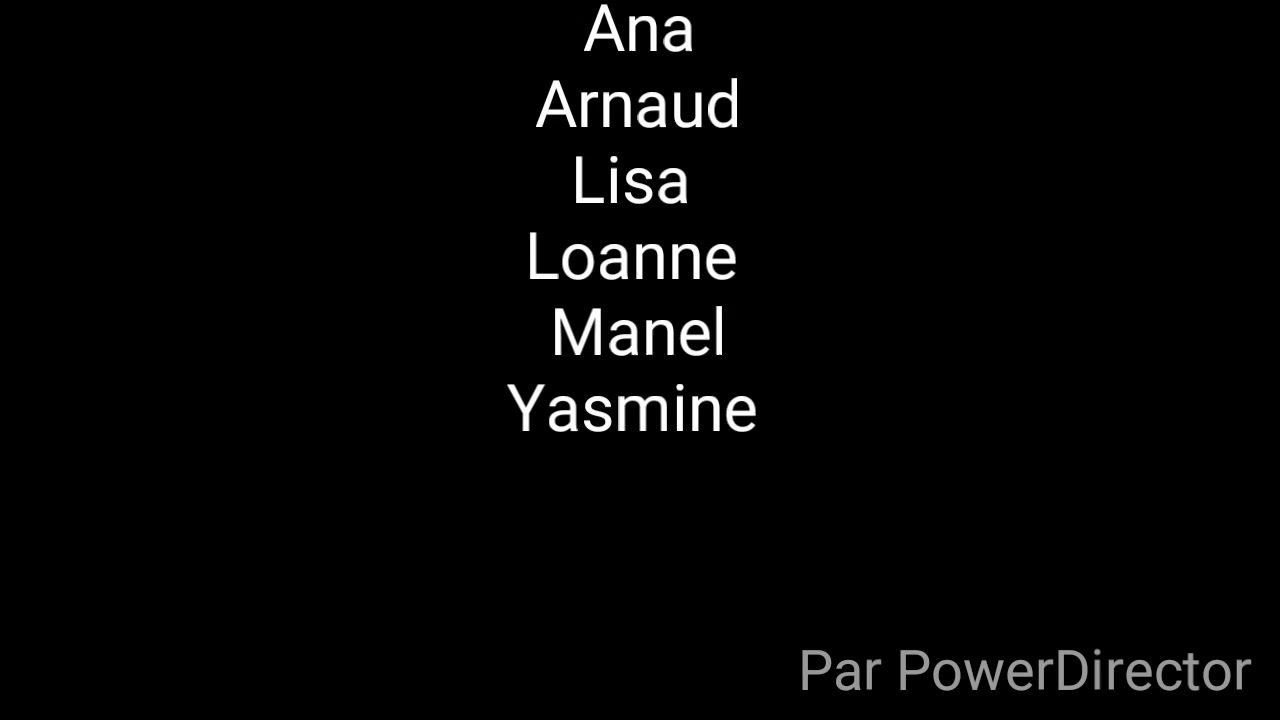 Ana
Arnaud
Lisa
Loanne
Manel
Yasmine
Par PowerDirector